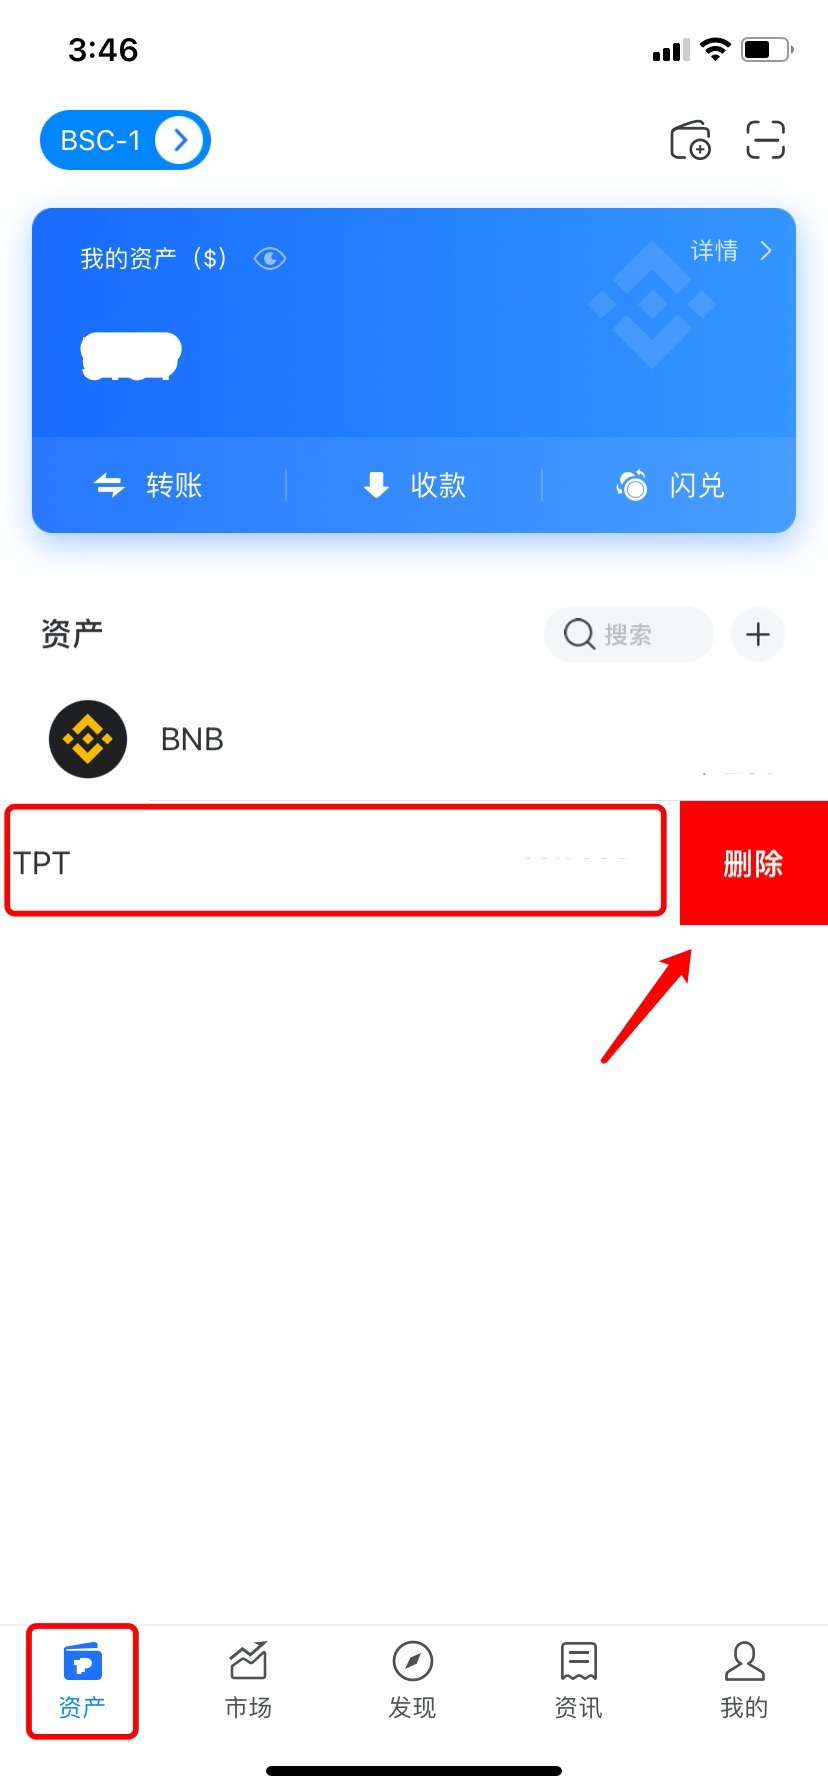 3:46
BSC-1
我的资产（$）
详情
转账
收款
闪兑
资产
搜索
BNB
TPT
删除
资产
市场
发现
资讯
我的